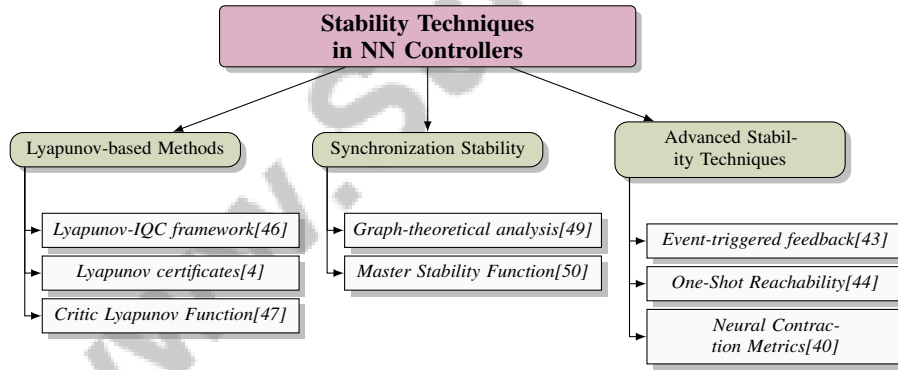 Stability Techniques
in NN Controllers
Lyapunov-based Methods
Lyapunov-IQC framework[46]
Lyapunov certificates[4]
Critic Lyapunov Function[47]
Synchronization Stability
Graph-theoretical analysis[49]
Master Stability Function[50]
Advanced Stabil-
ity Techniques
Event-triggered feedback[43]
One-Shot Reachability[44]
Neural Contrac-
tion Metrics[40]